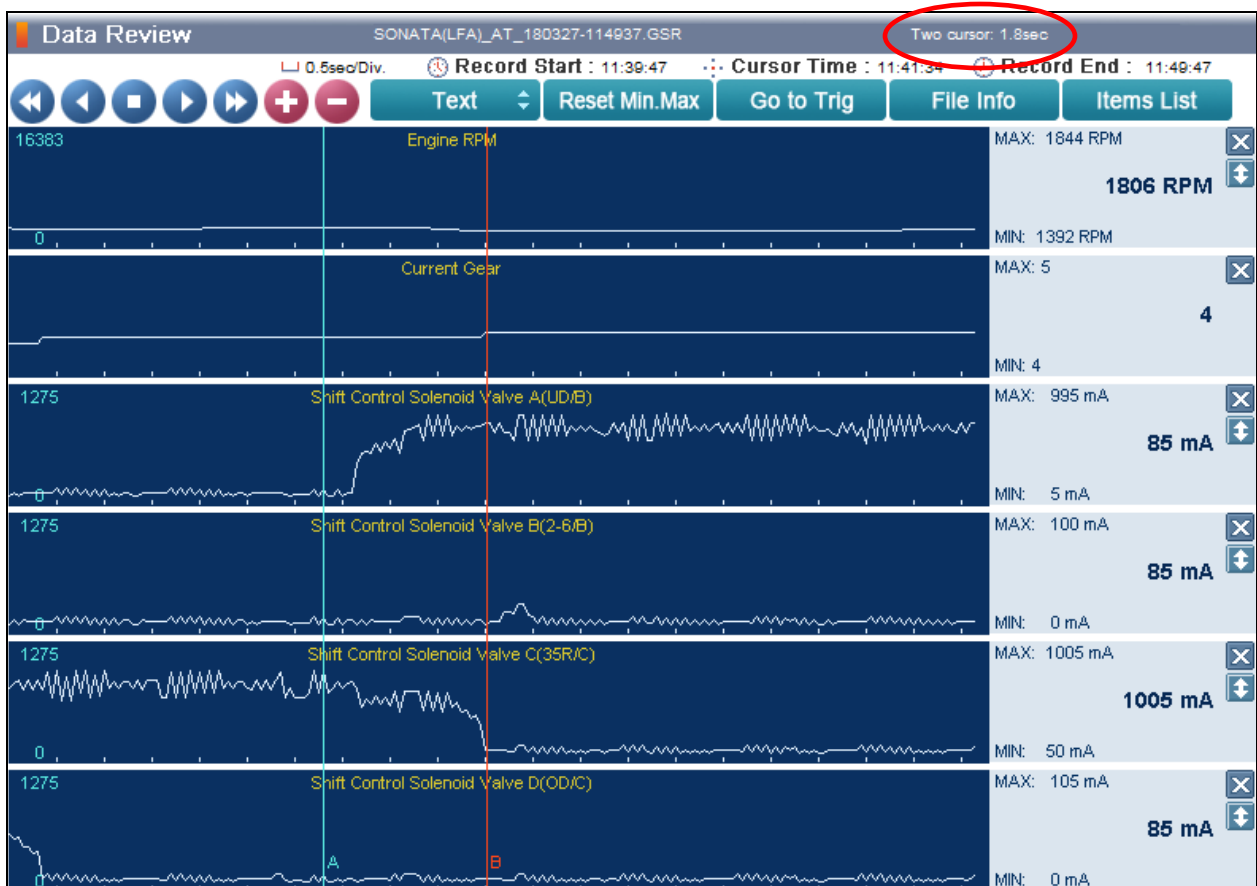 Data Review SONATA(LFA)_AT_180327-114937.GSR Two cursor: 1.8sec
0.5sec/Div. Record Start : 11:39:47 Cursor Time : 11:41:34 Record End : 11:49:47
Text Reset Min.Max Go to Trig File Info Items List
16383 Engine RPM MAX: 1844 RPM
1806 RPM
0 MIN: 1392 RPM
Current Gear MAX: 5
4
MIN: 4
1275 Shift Control Solenoid Valve A(UD/B) MAX: 995 mA
85 mA
0 MIN: 5 mA
1275 Shift Control Solenoid Valve B(2-6/B) MAX: 100 mA
85 mA
0 MIN: 0 mA
1275 Shift Control Solenoid Valve C(35R/C) MAX: 1005 mA
1005 mA
0 MIN: 50 mA
1275 Shift Control Solenoid Valve D(OD/C) MAX: 105 mA
85 mA
A B
0 MIN: 0 mA